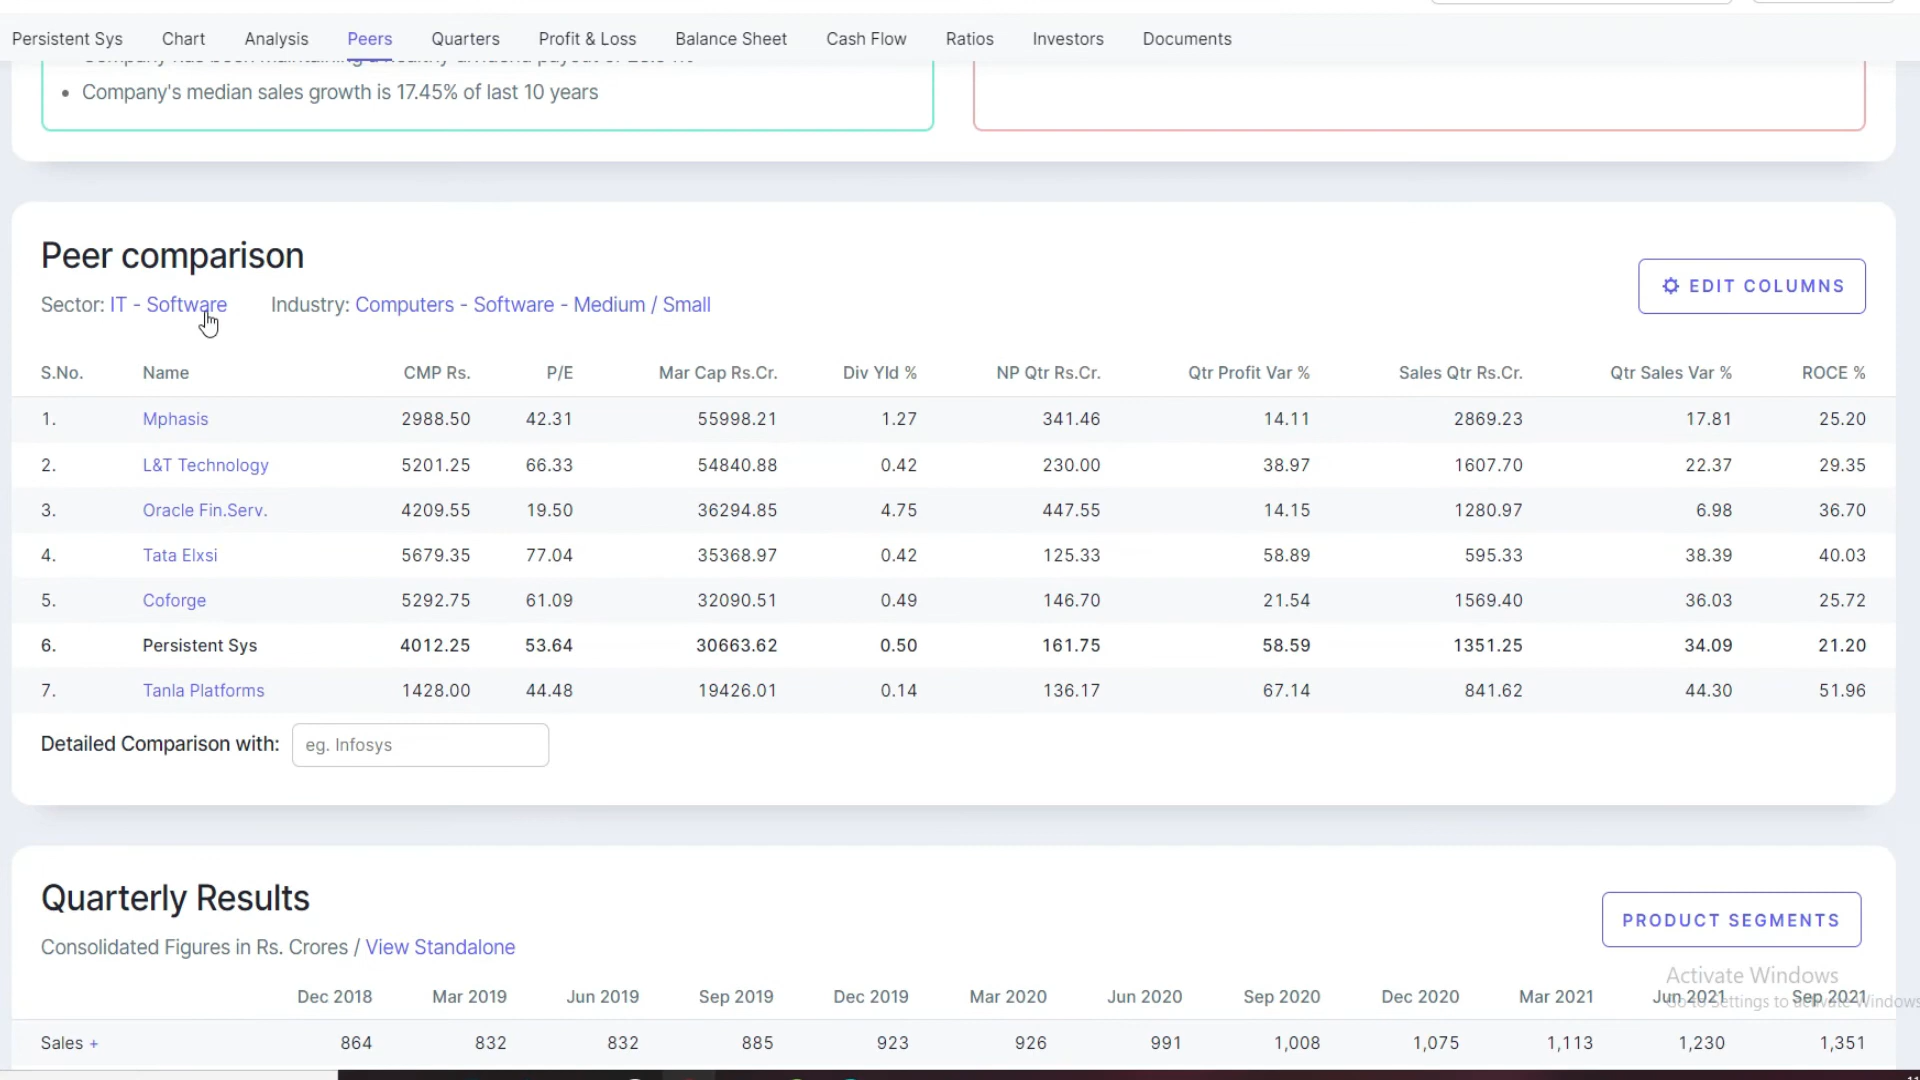 Persistent Sys Chart Analysis Peers Quarters Profit & Loss Balance Sheet Cash Flow Ratios Investors Documents
• Company's median sales growth is 17.45% of last 10 years
Peer comparison
EDIT COLUMNS
Sector: IT - Software Industry: Computers - Software - Medium / Small
S.No. Name CMP Rs. P/E Mar Cap Rs.Cr. Div Yld % NP Qtr Rs.Cr. Qtr Profit Var % Sales Qtr Rs.Cr. Qtr Sales Var % ROCE %
1. Mphasis 2988.50 42.31 55998.21 1.27 341.46 14.11 2869.23 17.81 25.20
2. L&T Technology 5201.25 66.33 54840.88 0.42 230.00 38.97 1607.70 22.37 29.35
3. Oracle Fin.Serv. 4209.55 19.50 36294.85 4.75 447.55 14.15 1280.97 6.98 36.70
4. Tata Elxsi 5679.35 77.04 35368.97 0.42 125.33 58.89 595.33 38.39 40.03
5. Coforge 5292.75 61.09 32090.51 0.49 146.70 21.54 1569.40 36.03 25.72
6. Persistent Sys 4012.25 53.64 30663.62 0.50 161.75 58.59 1351.25 34.09 21.20
7. Tanla Platforms 1428.00 44.48 19426.01 0.14 136.17 67.14 841.62 44.30 51.96
Detailed Comparison with: eg. Infosys
Quarterly Results
PRODUCT SEGMENTS
Consolidated Figures in Rs. Crores / View Standalone
Activate Windows
Go to Settings to activate Windows
Dec 2018 Mar 2019 Jun 2019 Sep 2019 Dec 2019 Mar 2020 Jun 2020 Sep 2020 Dec 2020 Mar 2021 Jun 2021 Sep 2021
Sales + 864 832 832 885 923 926 991 1,008 1,075 1,113 1,230 1,351